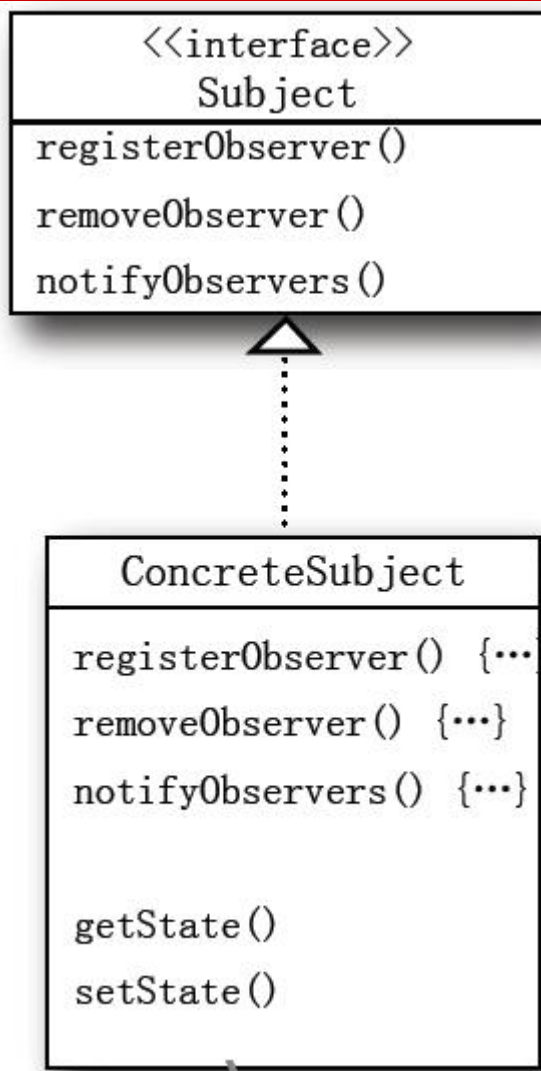 <<interface>>
Subject
registerObserver()
removeObserver()
notifyObservers()
ConcreteSubject
registerObserver() {…}
removeObserver() {…}
notifyObservers() {…}
getState()
setState()